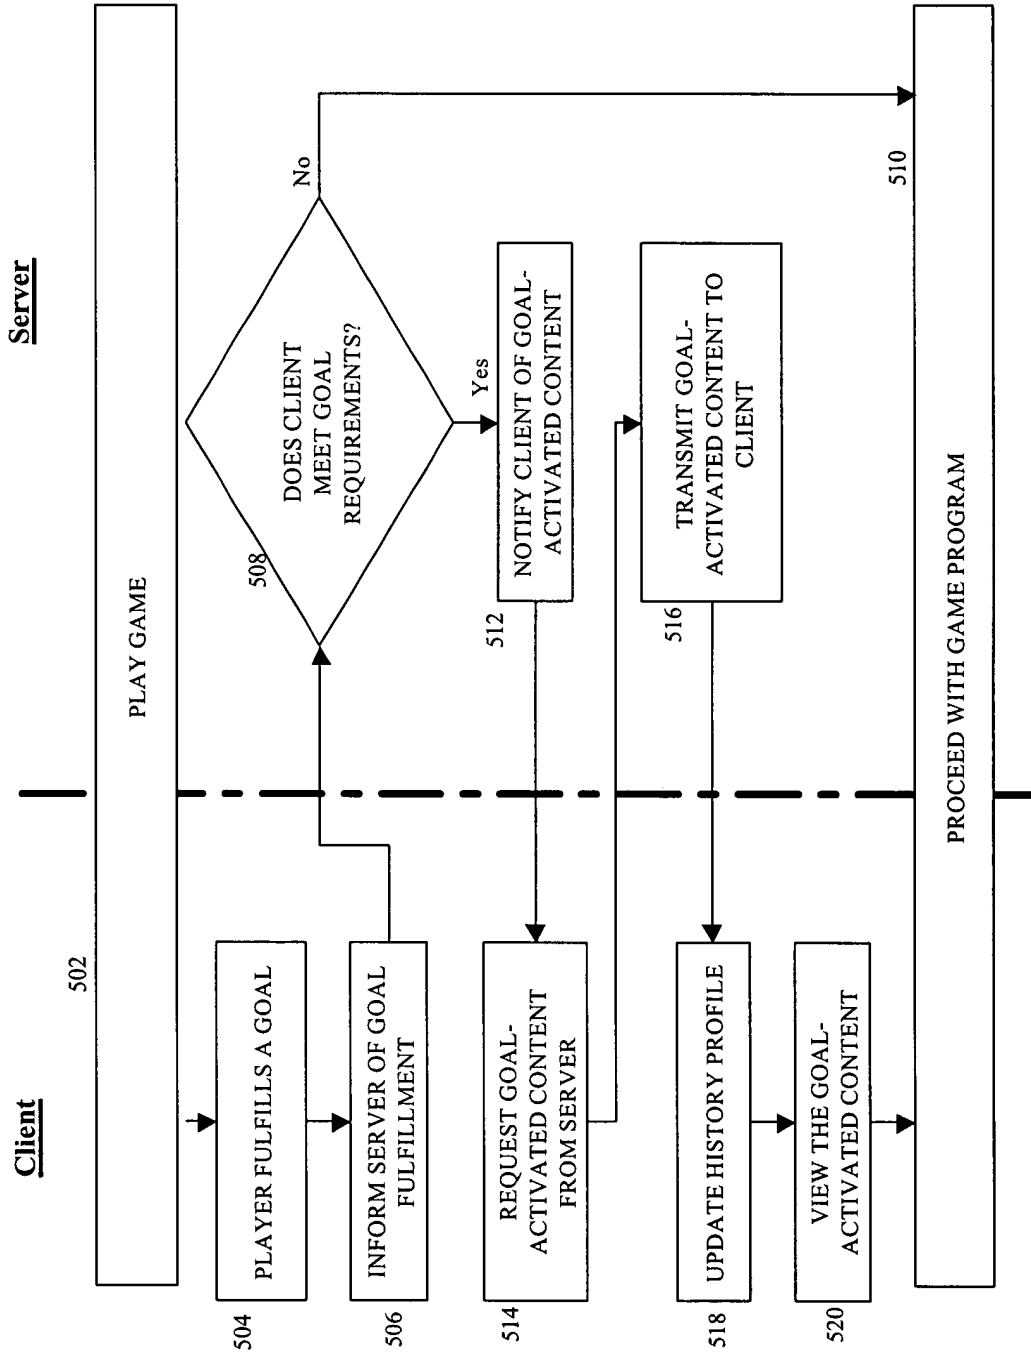 Client
Server
502
PLAY GAME
504
PLAYER FULFILLS A GOAL
506
INFORM SERVER OF GOAL
FULFILLMENT
508
DOES CLIENT
MEET GOAL
REQUIREMENTS?
No
Yes
512
NOTIFY CLIENT OF GOAL-
ACTIVATED CONTENT
514
REQUEST GOAL-
ACTIVATED CONTENT
FROM SERVER
516
TRANSMIT GOAL-
ACTIVATED CONTENT TO
CLIENT
518
UPDATE HISTORY PROFILE
520
VIEW THE GOAL-
ACTIVATED CONTENT
510
PROCEED WITH GAME PROGRAM